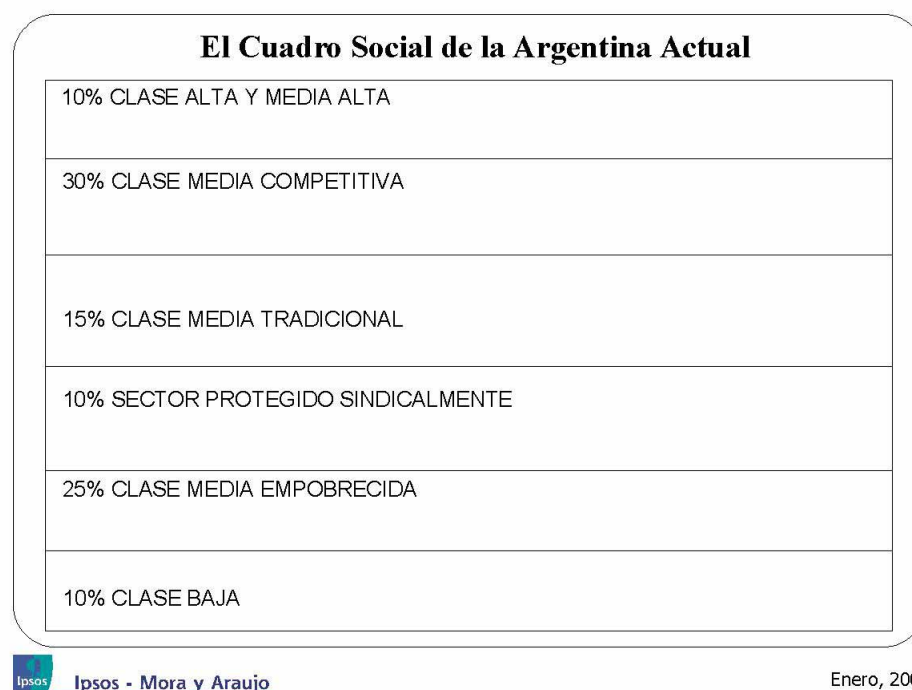 El Cuadro Social de la Argentina Actual
10% CLASE ALTA Y MEDIA ALTA
30% CLASE MEDIA COMPETITIVA
15% CLASE MEDIA TRADICIONAL
10% SECTOR PROTEGIDO SINDICALMENTE
25% CLASE MEDIA EMPOBRECIDA
10% CLASE BAJA
Ipsos
Ipsos - Mora y Araujo
Enero,